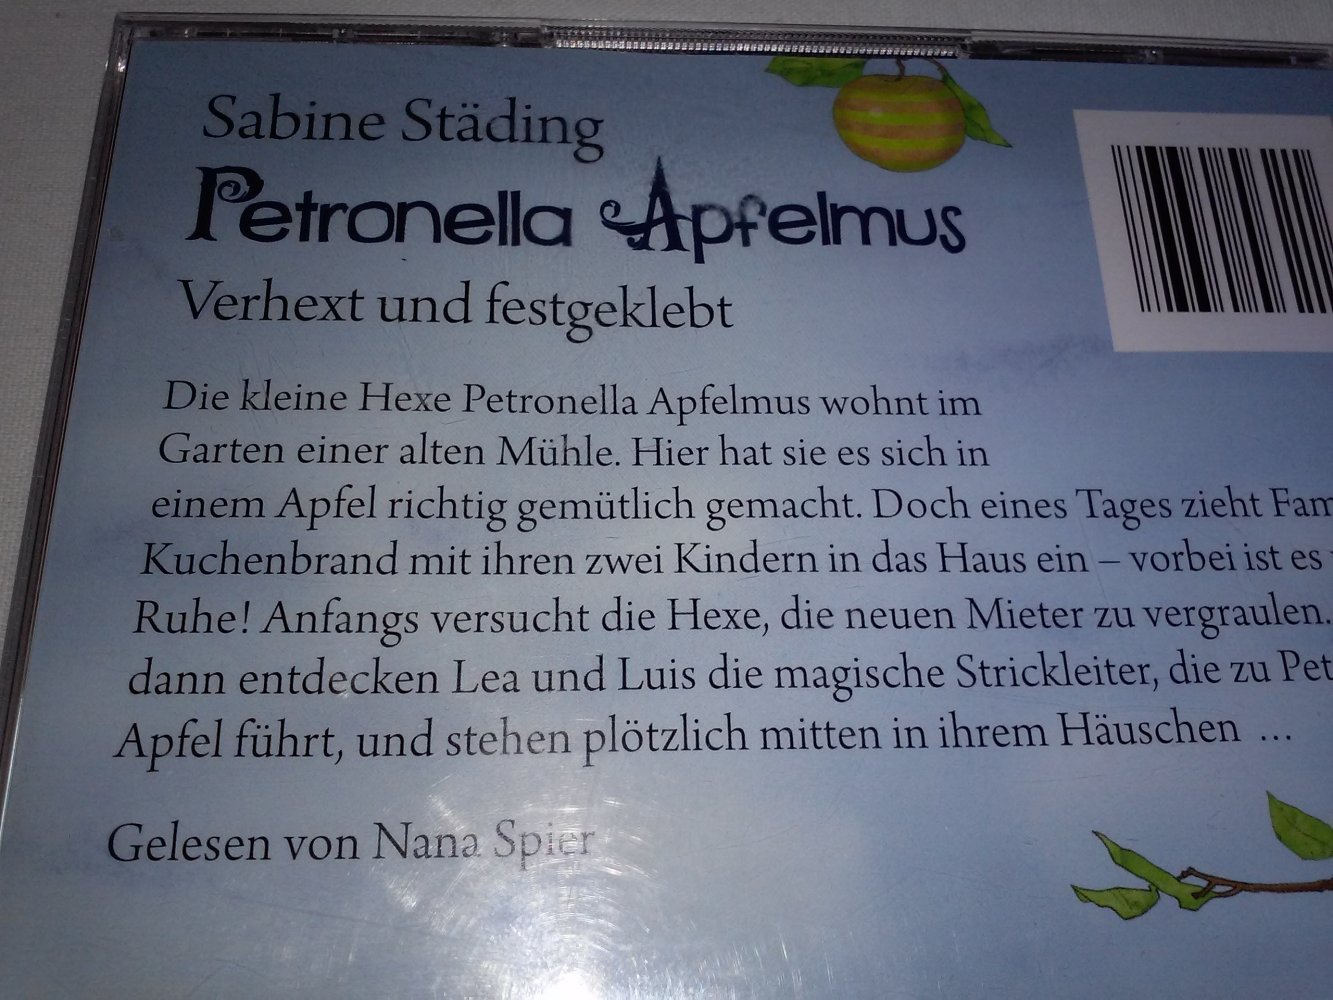 Sabine Städing
Petronella Apfelmus
Verhext und festgeklebt
Die kleine Hexe Petronella Apfelmus wohnt im
Garten einer alten Mühle. Hier hat sie es sich in
einem Apfel richtig gemütlich gemacht. Doch eines Tages zieht Fam
Kuchenbrand mit ihren zwei Kindern in das Haus ein – vorbei ist es
Ruhe! Anfangs versucht die Hexe, die neuen Mieter zu vergraulen.
dann entdecken Lea und Luis die magische Strickleiter, die zu Pet
Apfel führt, und stehen plötzlich mitten in ihrem Häuschen ...
Gelesen von Nana Spier